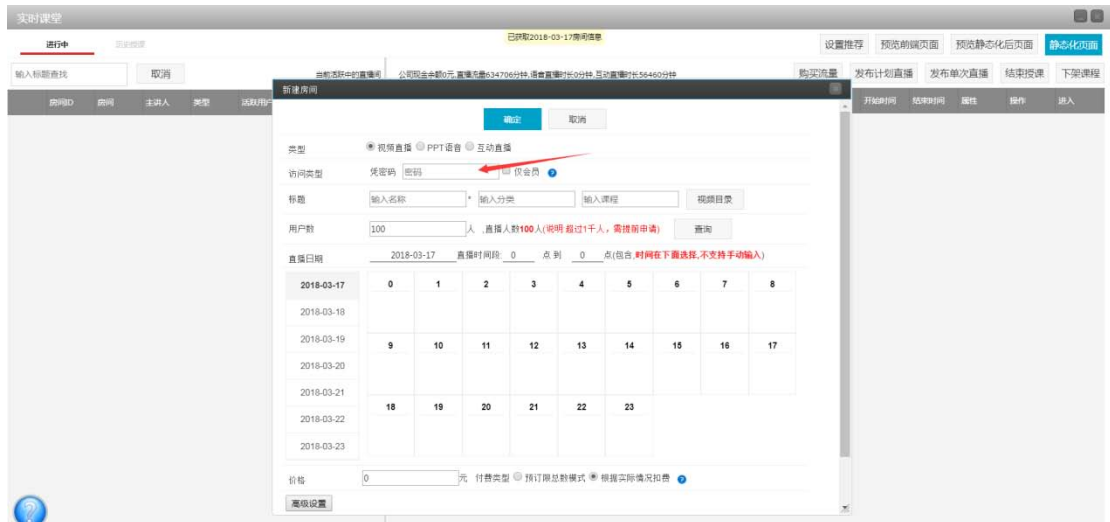 实时课堂
已获取2018-03-17房间信息
进行中 历史授课 设置推荐 预览前端页面 预览静态化后页面 静态化页面
输入标题查找 取消 当前活跃中的直播间 公司现金余额0元,直播流量634706分钟,语音直播时长0分钟,互动直播时长56460分钟 购买流量 发布计划直播 发布单次直播 结束授课 下架课程
新建房间
房间ID 房间 主讲人 类型 活跃用户 开始时间 结束时间 属性 操作 进入
确定 取消
类型 视频直播 PPT语音 互动直播
访问类型 凭密码 密码 仅会员
标题 输入名称 * 输入分类 输入课程 视频目录
用户数 100 人 ,直播人数100人(说明 超过1千人，需提前申请) 查询
直播日期 2018-03-17 直播时间段: 0 点 到 0 点(包含,时间在下面选择,不支持手动输入)
2018-03-17 0 1 2 3 4 5 6 7 8
2018-03-18
2018-03-19 9 10 11 12 13 14 15 16 17
2018-03-20
2018-03-21
18 19 20 21 22 23
2018-03-22
2018-03-23
价格 0 元 付费类型 预订限总数模式 根据实际情况扣费
高级设置